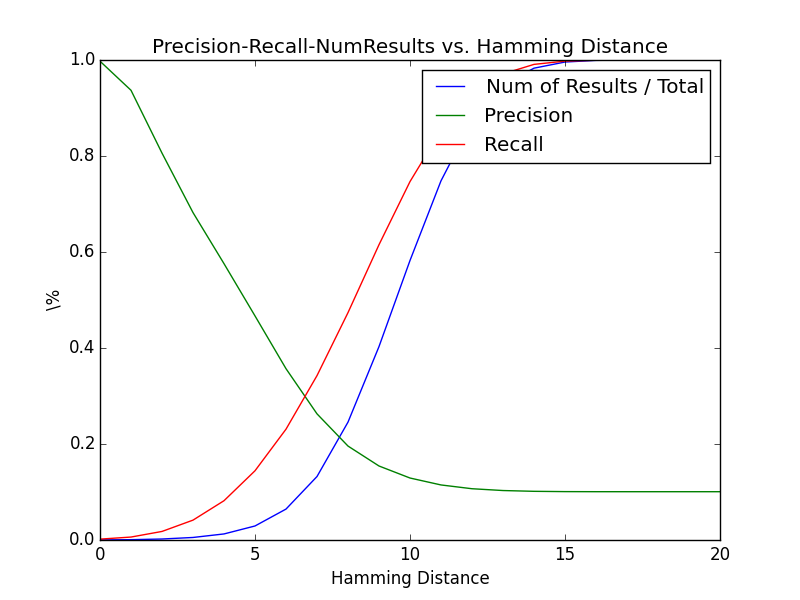 Precision-Recall-NumResults vs. Hamming Distance
1.0
0.8
0.6
0.4
0.2
0.0
\%
Num of Results / Total
Precision
Recall
0 5 10 15 20
Hamming Distance